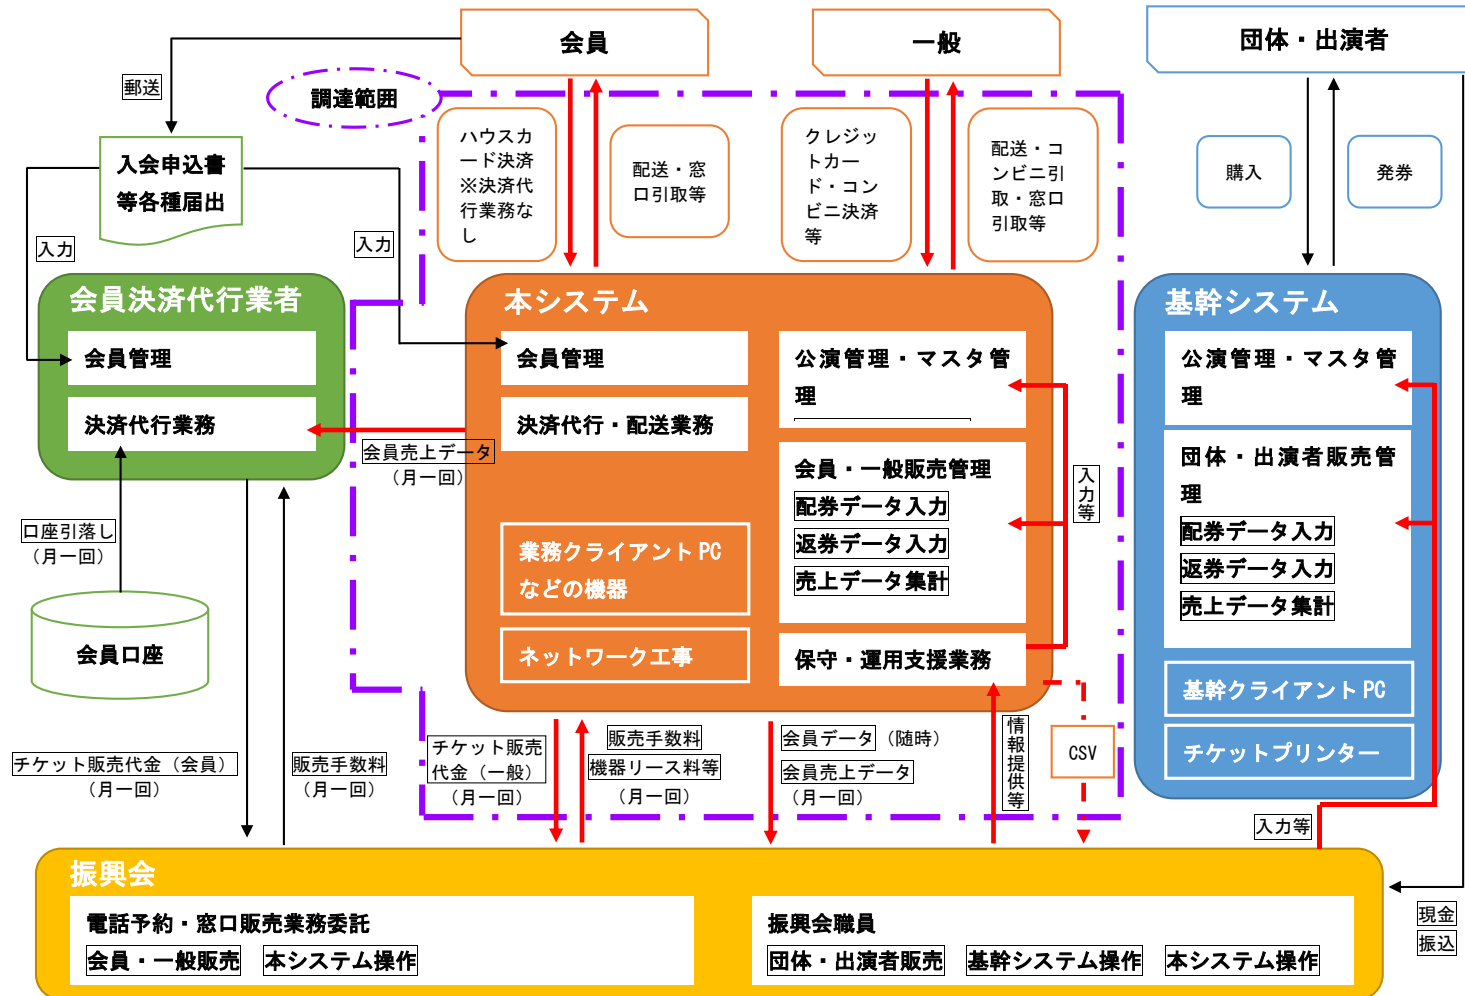 会員
一般
団体・出演者
郵送
調達範囲
ハウスカ
ード決済
※決済代
行業務な
し
配送・窓
口引取等
クレジッ
トカー
ド・コン
ビニ決済
等
配送・コ
ンビニ引
取・窓口
引取等
購入
発券
入会申込書
等各種届出
入力
入力
会員決済代行業者
会員管理
決済代行業務
本システム
会員管理
決済代行・配送業務
業務クライアント PC
などの機器
ネットワーク工事
公演管理・マスタ管
理
会員・一般販売管理
配券データ入力
返券データ入力
売上データ集計
保守・運用支援業務
入力等
基幹システム
公演管理・マスタ管
理
団体・出演者販売管
理
配券データ入力
返券データ入力
売上データ集計
基幹クライアント PC
チケットプリンター
会員売上データ
（月一回）
口座引落し
（月一回）
会員口座
チケット販売代金（会員）
（月一回）
販売手数料
（月一回）
チケット販売
代金（一般）
（月一回）
販売手数料
機器リース料等
（月一回）
会員データ（随時）
会員売上データ
（月一回）
情報提供等
CSV
入力等
振興会
電話予約・窓口販売業務委託
会員・一般販売 本システム操作
振興会職員
団体・出演者販売 基幹システム操作 本システム操作
現金
振込